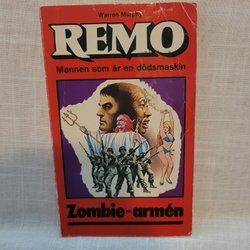 Warren Murphy
REMO
Mannen som är en dödsmaskin
Zombie-armén